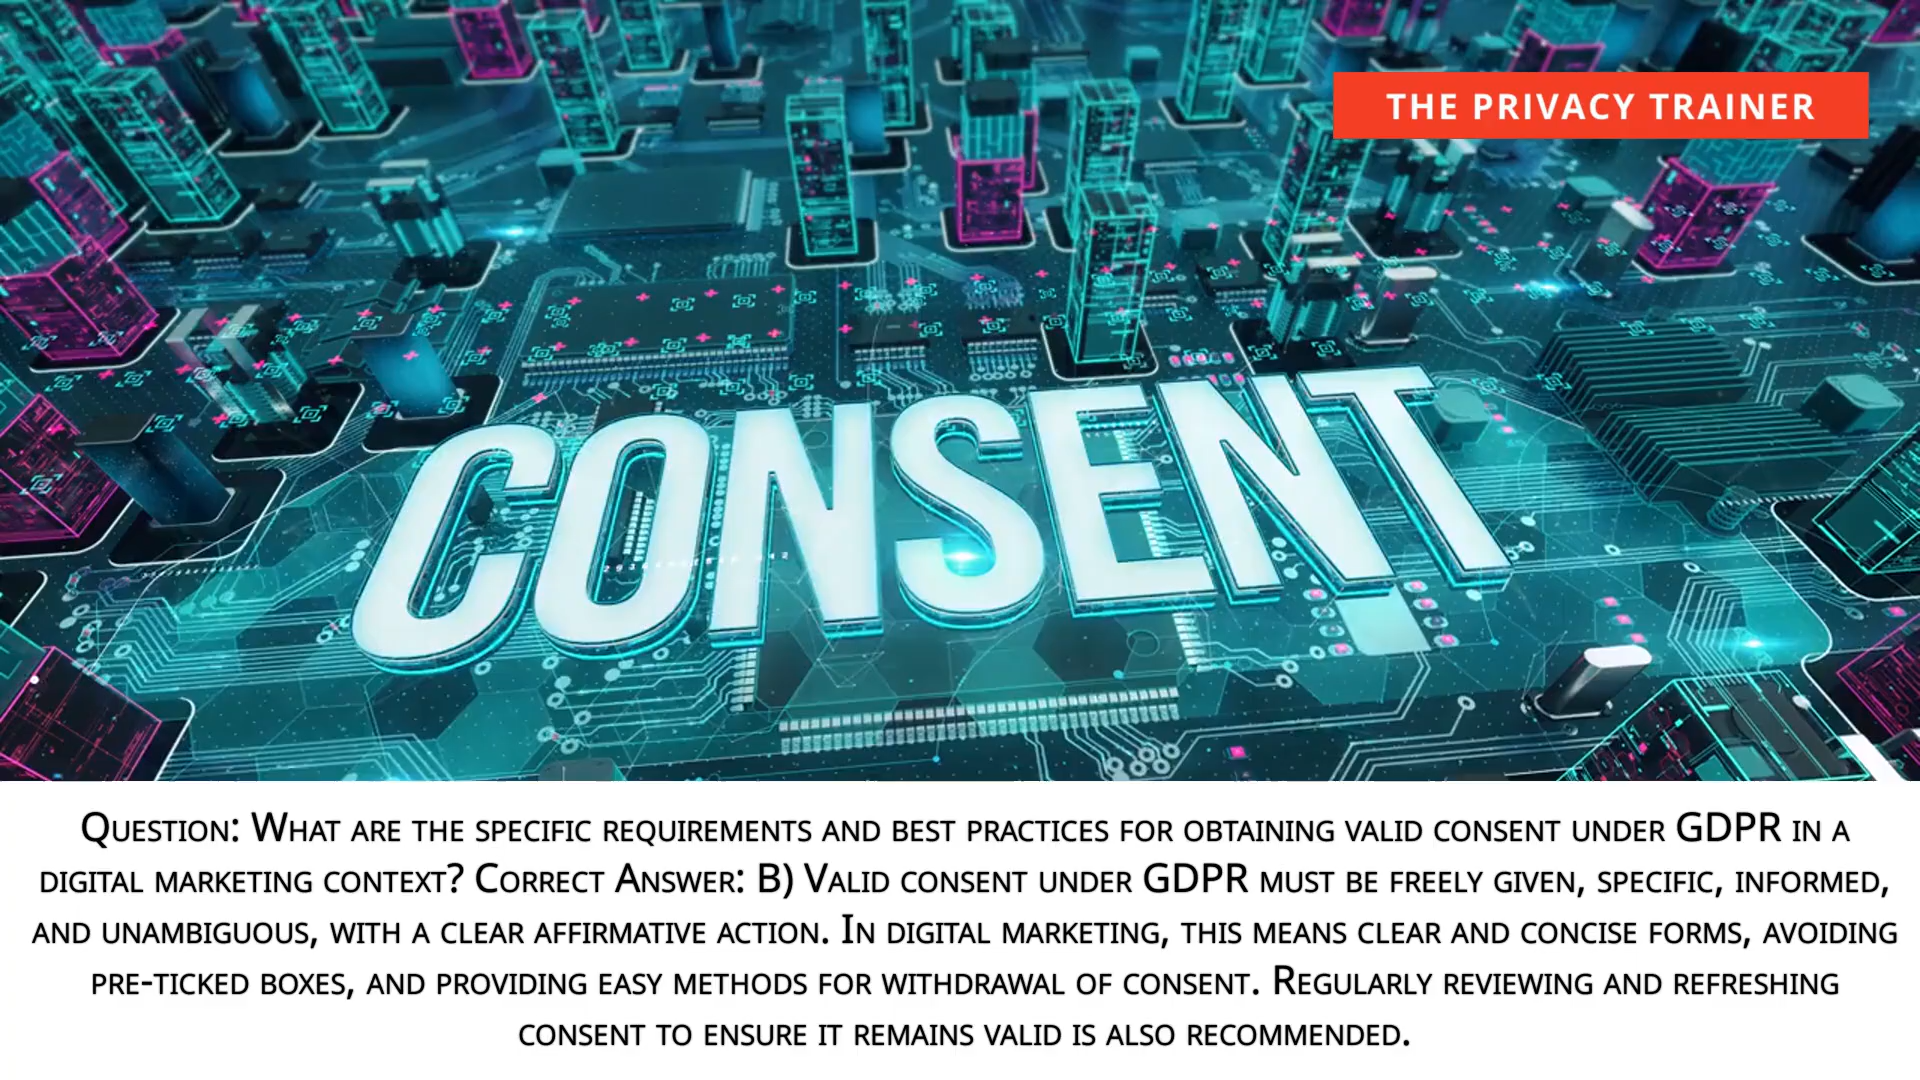 THE PRIVACY TRAINER
CONSENT
Question: What are the specific requirements and best practices for obtaining valid consent under GDPR in a
digital marketing context? Correct Answer: B) Valid consent under GDPR must be freely given, specific, informed,
and unambiguous, with a clear affirmative action. In digital marketing, this means clear and concise forms, avoiding
pre-ticked boxes, and providing easy methods for withdrawal of consent. Regularly reviewing and refreshing
consent to ensure it remains valid is also recommended.